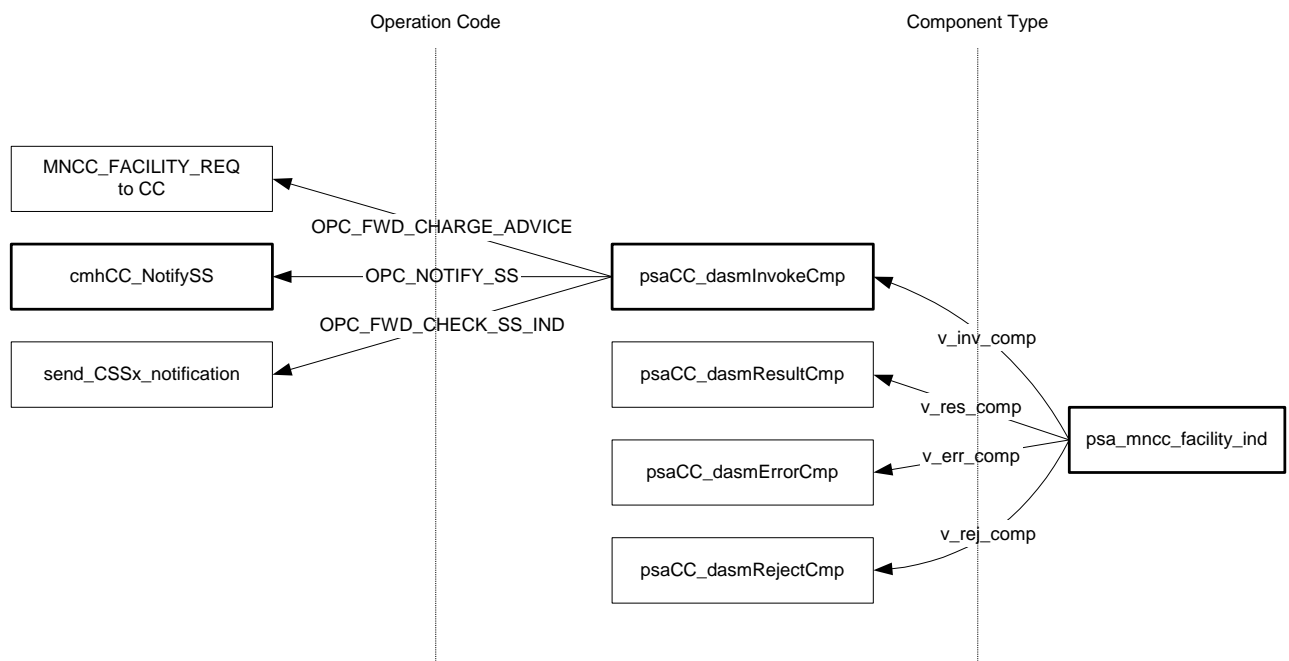 Operation Code
Component Type
MNCC_FACILITY_REQ
to CC
OPC_FWD_CHARGE_ADVICE
cmhCC_NotifySS
OPC_NOTIFY_SS
psaCC_dasmInvokeCmp
OPC_FWD_CHECK_SS_IND
v_inv_comp
send_CSSx_notification
psaCC_dasmResultCmp
v_res_comp
psa_mncc_facility_ind
v_err_comp
psaCC_dasmErrorCmp
v_rej_comp
psaCC_dasmRejectCmp